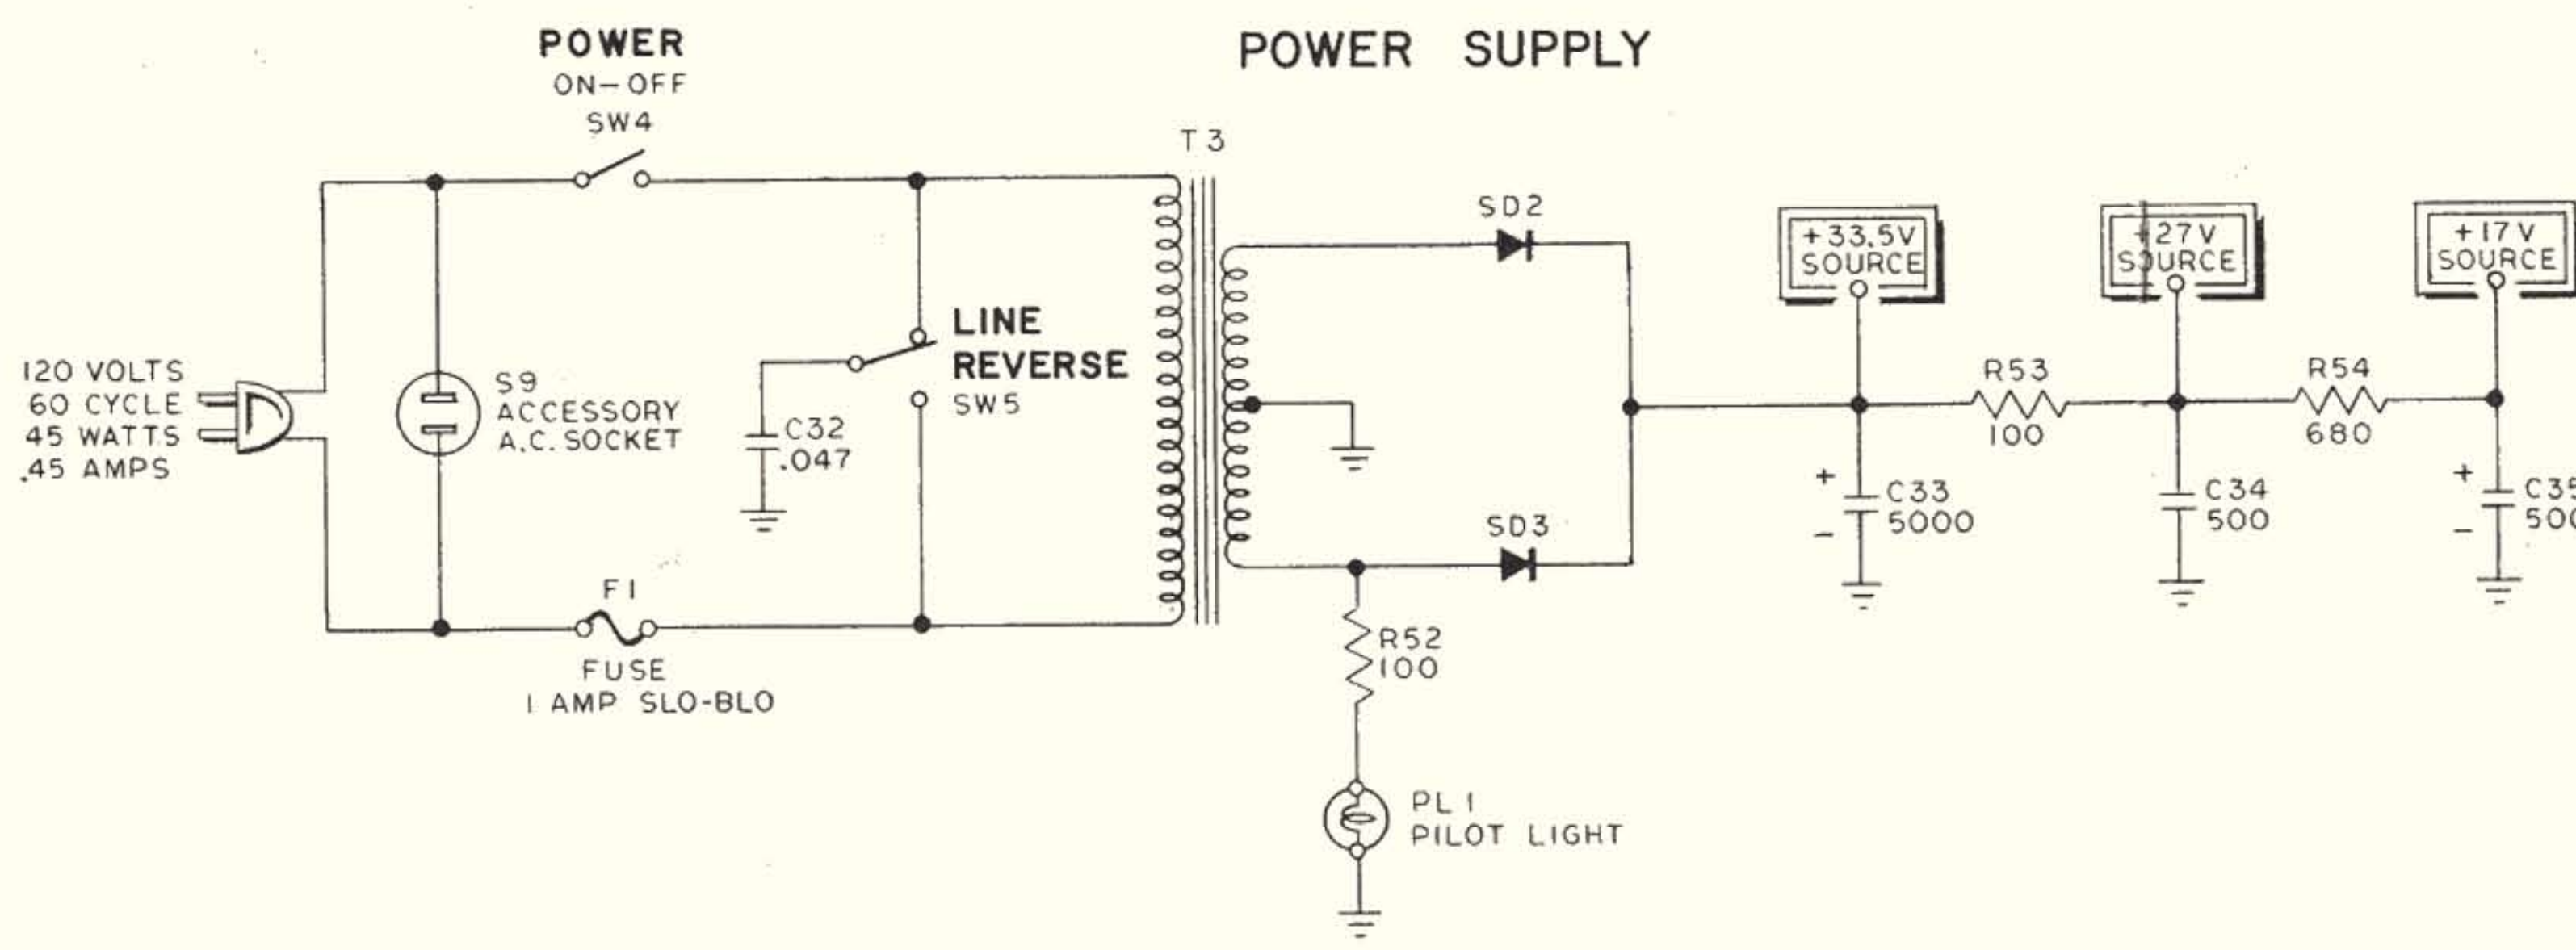 POWER
ON-OFF
SW4
POWER SUPPLY
T3
120 VOLTS
60 CYCLE
45 WATTS
.45 AMPS
S9
ACCESSORY
A.C. SOCKET
C32
.047
LINE
REVERSE
SW5
F1
FUSE
1 AMP SLO-BLO
SD2
SD3
R52
100
PL1
PILOT LIGHT
+33.5V
SOURCE
+27V
SOURCE
+17V
SOURCE
R53
100
R54
680
+
-
C33
5000
C34
500
+
-